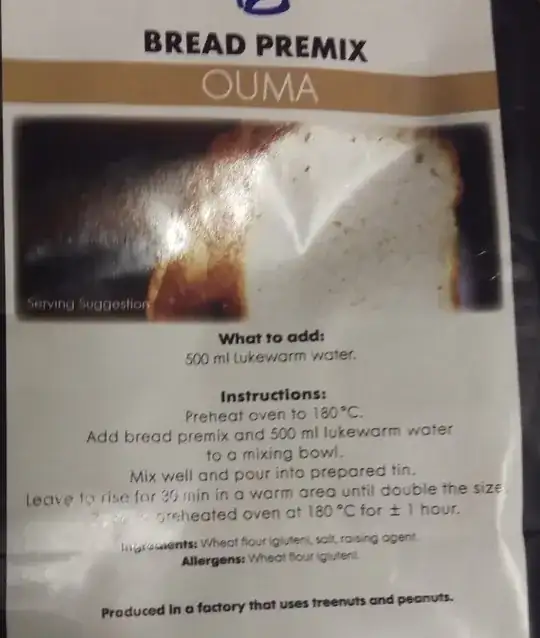 BREAD PREMIX
OUMA
Serving Suggestion
What to add:
500 ml Lukewarm water.
Instructions:
Preheat oven to 180°C.
Add bread premix and 500 ml lukewarm water
to a mixing bowl.
Mix well and pour into prepared tin.
Leave to rise for 30 min in a warm area until double the size.
preheated oven at 180 °C for ± 1 hour.
Ingredients: Wheat flour (gluten), salt, raising agent.
Allergens: Wheat flour (gluten).
Produced in a factory that uses treenuts and peanuts.